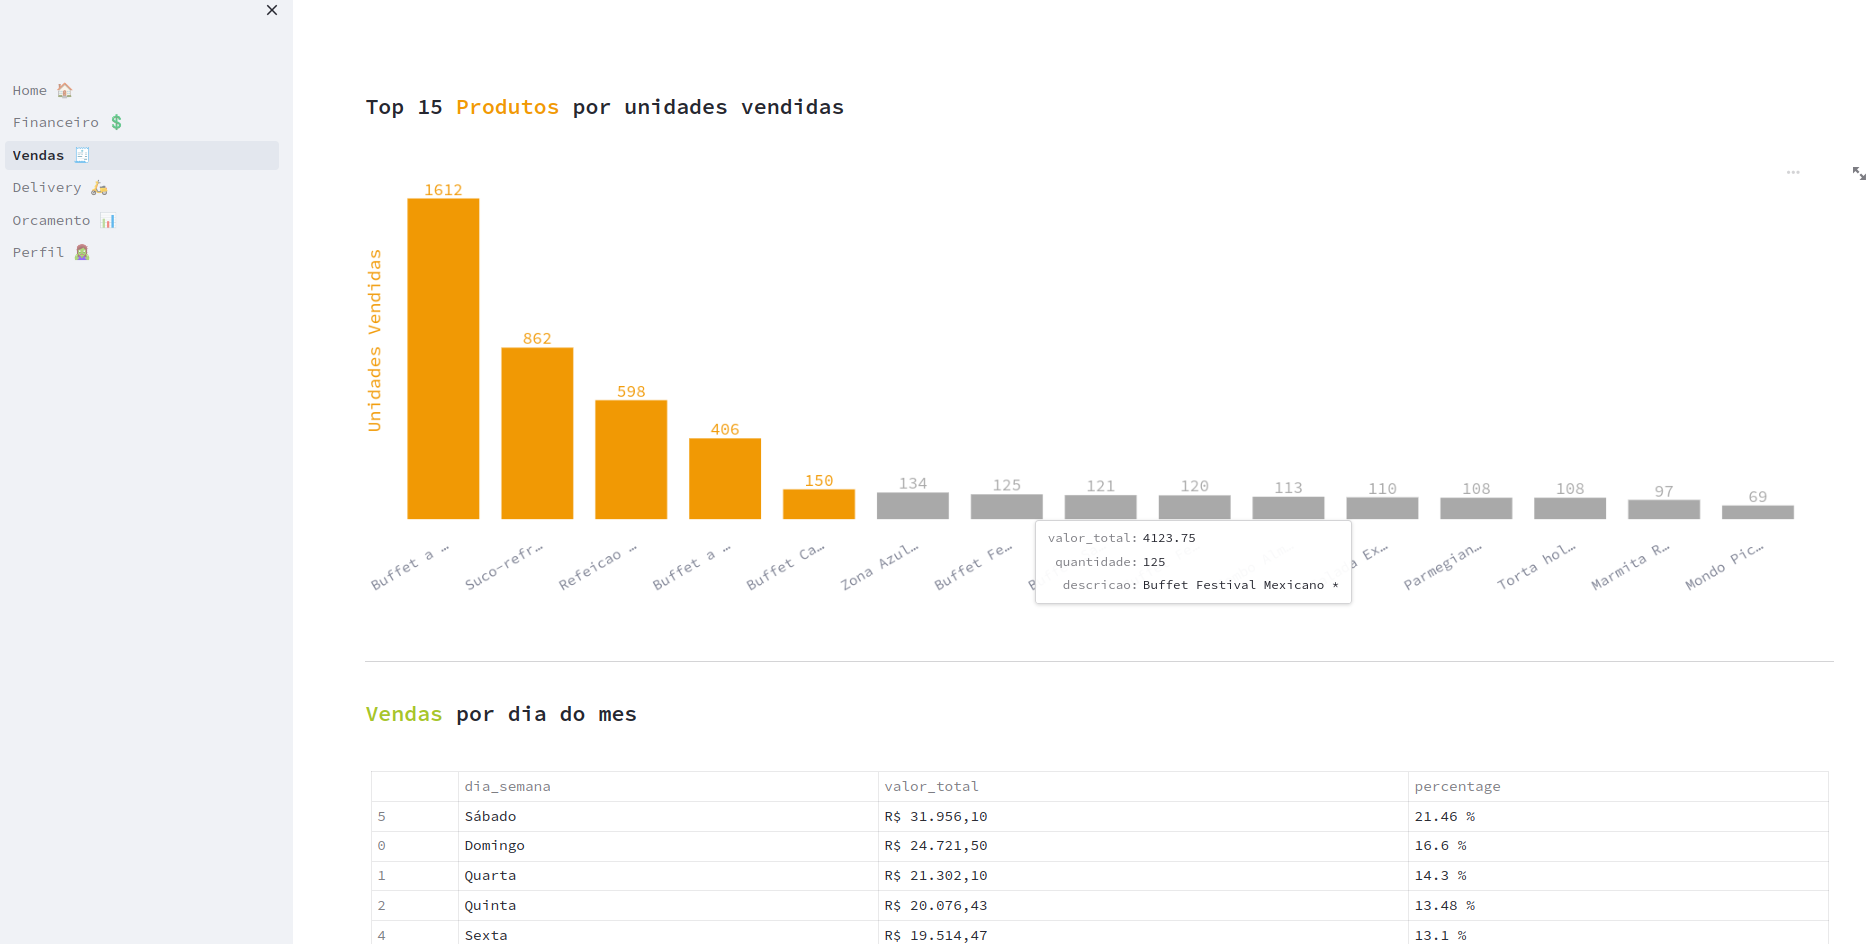 Home 🏠
Financeiro 💲
Vendas 🧾
Delivery 🛵
Orcamento 📊
Perfil
Top 15 Produtos por unidades vendidas
Unidades Vendidas
1612
862
598
406
150
134
125
121
120
113
110
108
108
97
69
Buffet a …
Suco-refr…
Refeicao …
Buffet a …
Buffet Ca…
Zona Azul…
Buffet Fe…
Ex…
Parmegian…
Torta hol…
Marmita R…
Mondo Pic…
valor_total: 4123.75
quantidade: 125
descricao: Buffet Festival Mexicano *
Vendas por dia do mes
dia_semana valor_total percentage
5 Sábado R$ 31.956,10 21.46 %
0 Domingo R$ 24.721,50 16.6 %
1 Quarta R$ 21.302,10 14.3 %
2 Quinta R$ 20.076,43 13.48 %
4 Sexta R$ 19.514,47 13.1 %